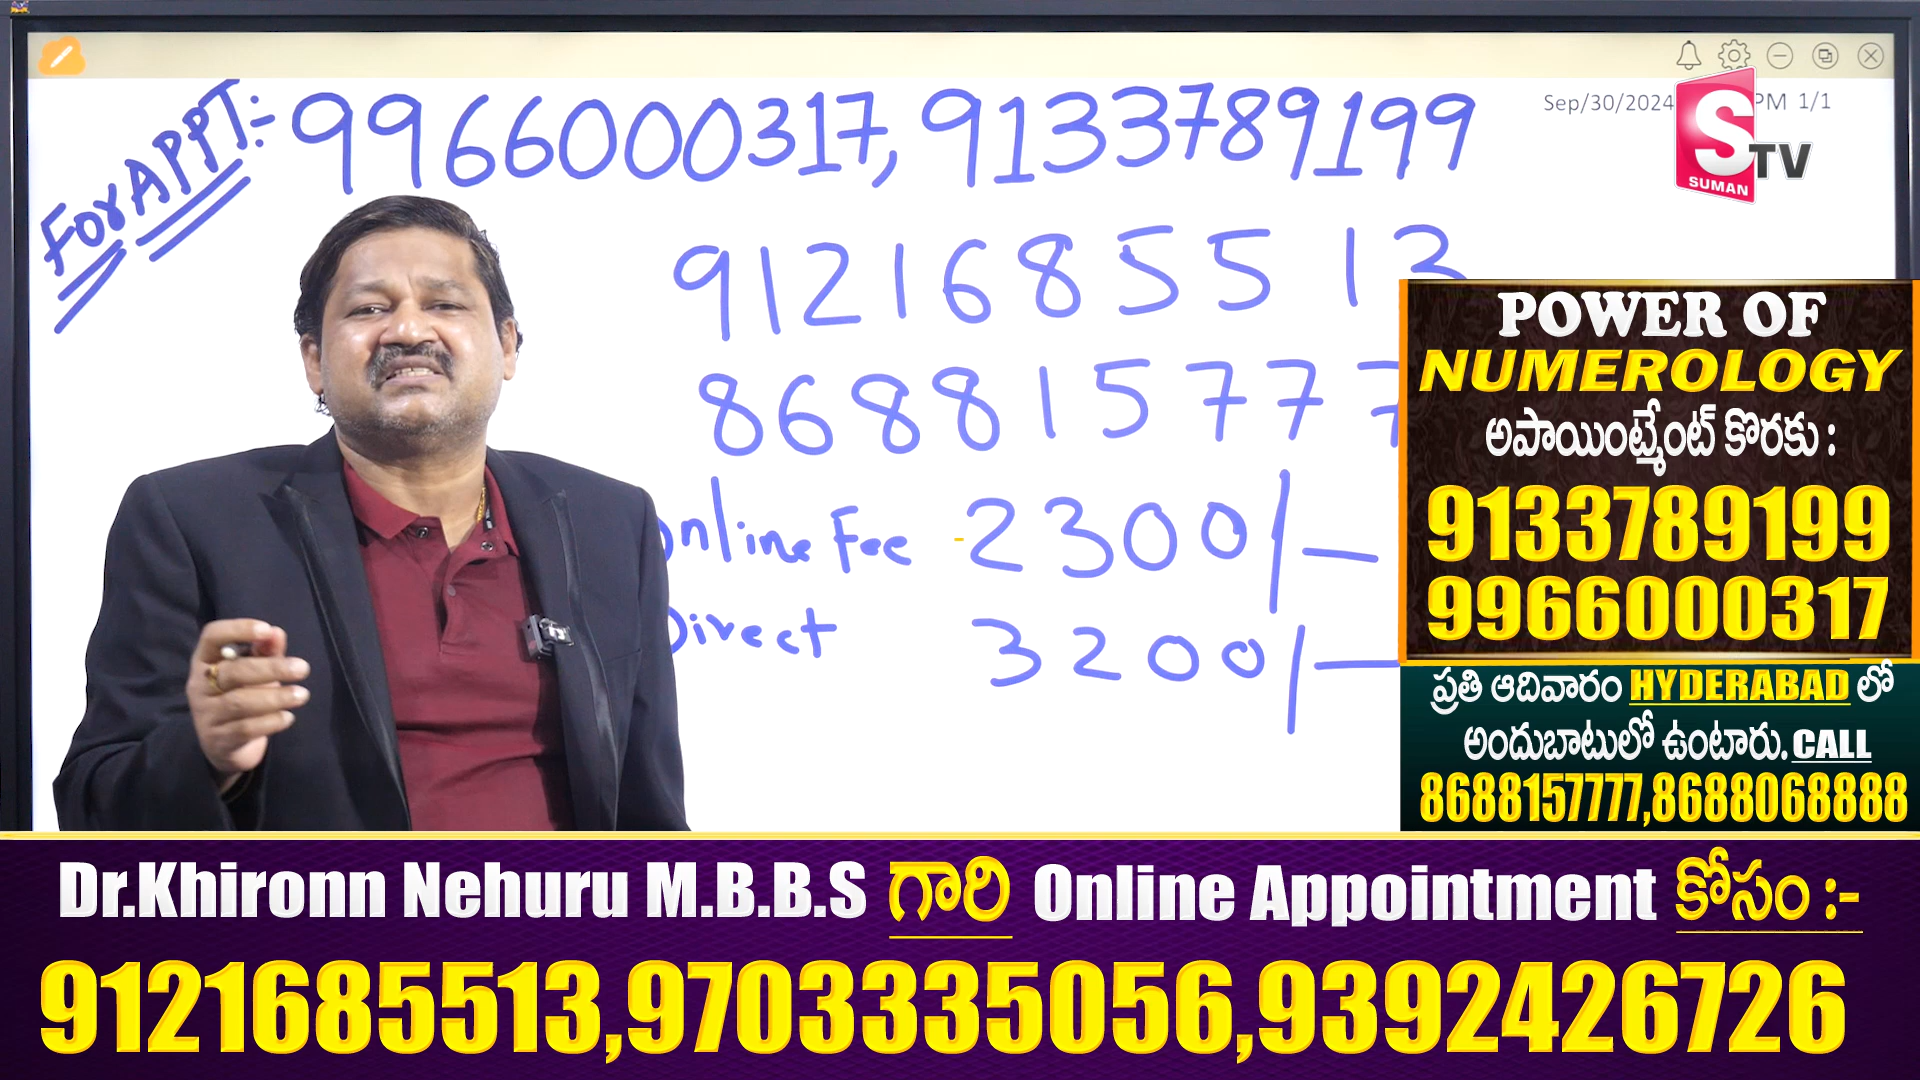 Sep/30/2024 PM 1/1
S
TV
SUMAN
For APPT:- 9966000317, 9133789199
9121685513
868815777
Online Fee - 2300/-
Direct 3200/-
POWER OF
NUMEROLOGY
అపాయింట్మేంట్ కొరకు :
9133789199
9966000317
ప్రతి ఆదివారం HYDERABAD లో
అందుబాటులో ఉంటారు. CALL
8688157777,8688068888
Dr.Khironn Nehuru M.B.B.S గారి Online Appointment కోసం :-
9121685513,9703335056,9392426726